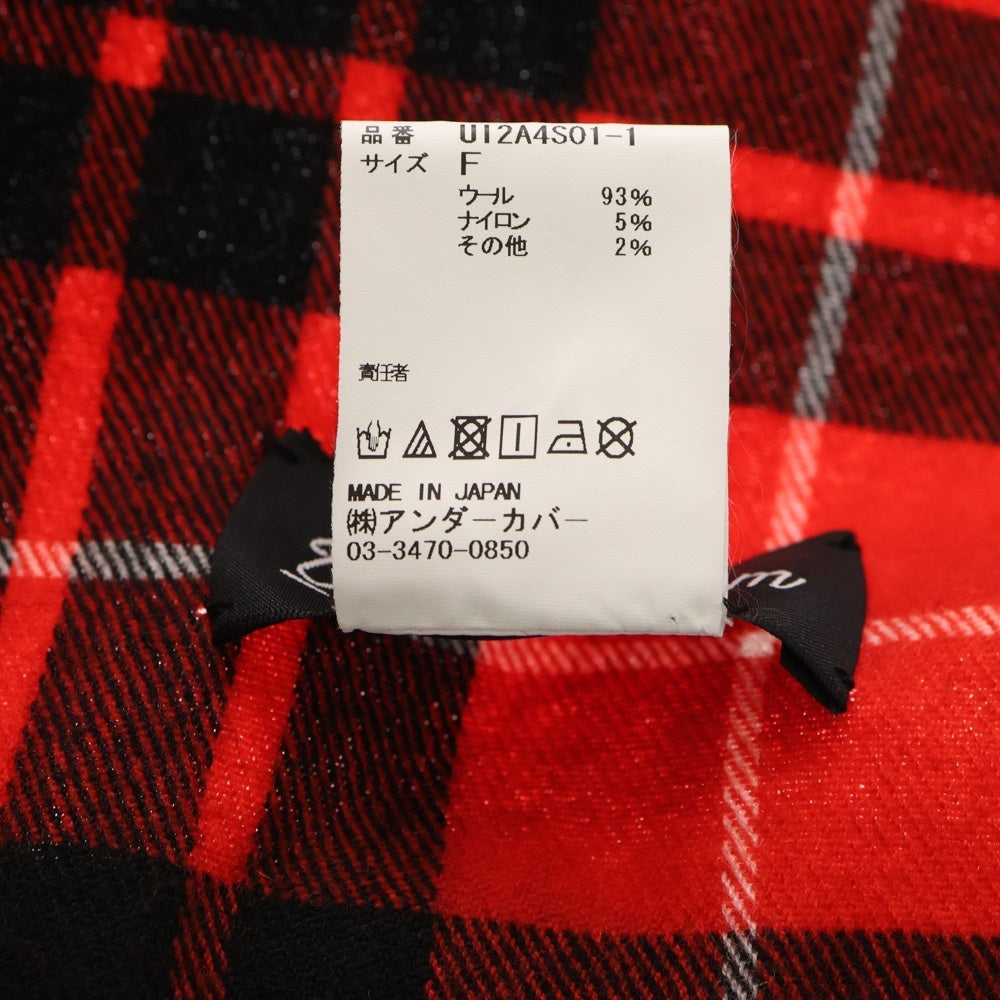 品番 UI2A4S01-1
サイズ F
ウール 93%
ナイロン 5%
その他 2%
責任者
MADE IN JAPAN
㈱アンダーカバー
03-3470-0850